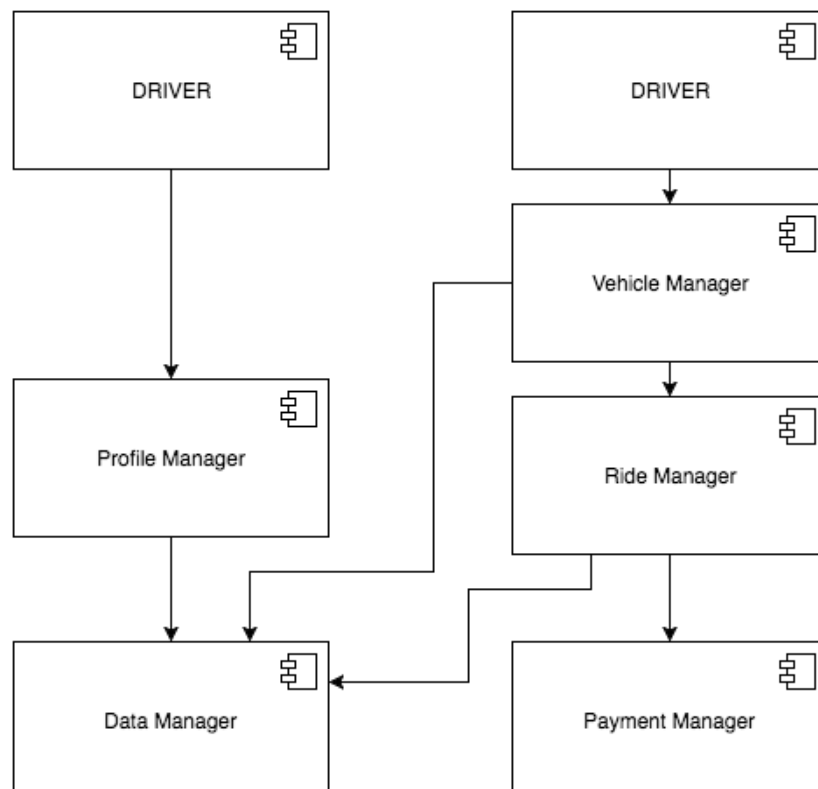 DRIVER
DRIVER
Vehicle Manager
Profile Manager
Ride Manager
Data Manager
Payment Manager